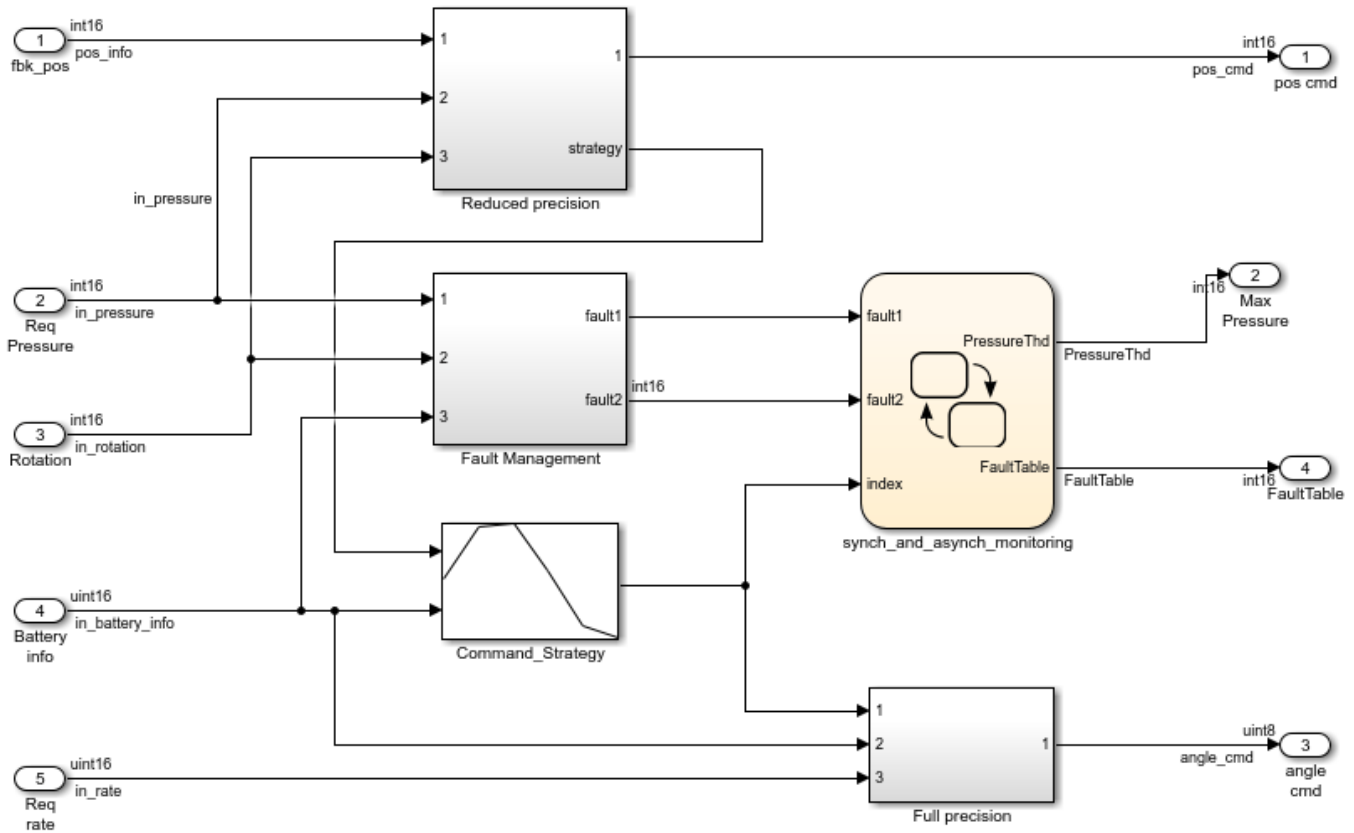 int16
1
pos_info
fbk_pos
1
2
3
1
strategy
Reduced precision
int16
pos_cmd
1
pos cmd
in_pressure
int16
2
in_pressure
Req
Pressure
int16
3
in_rotation
Rotation
1
2
3
fault1
fault2
int16
Fault Management
fault1
fault2
index
PressureThd
FaultTable
synch_and_asynch_monitoring
PressureThd
int16
2
Max
Pressure
FaultTable
int16
4
FaultTable
uint16
4
in_battery_info
Battery
info
Command_Strategy
uint16
5
in_rate
Req
rate
1
2
3
1
Full precision
uint8
angle_cmd
3
angle
cmd